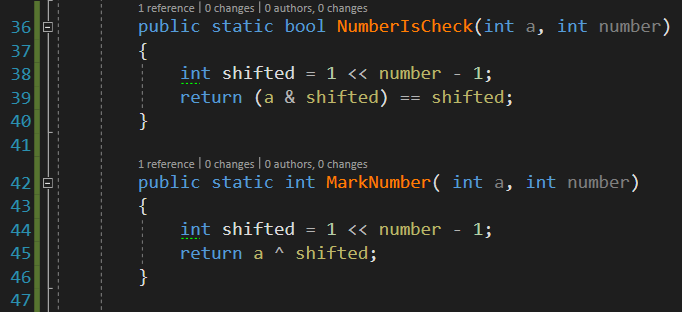 1 reference | 0 changes | 0 authors, 0 changes
36 public static bool NumberIsCheck(int a, int number)
37 {
38 int shifted = 1 << number - 1;
39 return (a & shifted) == shifted;
40 }
41
1 reference | 0 changes | 0 authors, 0 changes
42 public static int MarkNumber( int a, int number)
43 {
44 int shifted = 1 << number - 1;
45 return a ^ shifted;
46 }
47